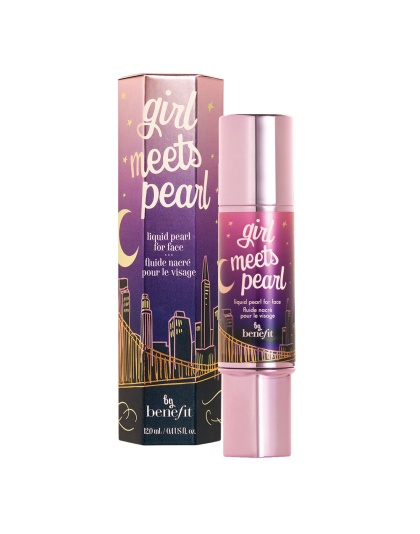 girl
meets
pearl
liquid pearl
for face
fluide nacré
pour le visage
by
benefit
girl
meets
pearl
liquid pearl for face
fluide nacré
pour le visage
by
benefit